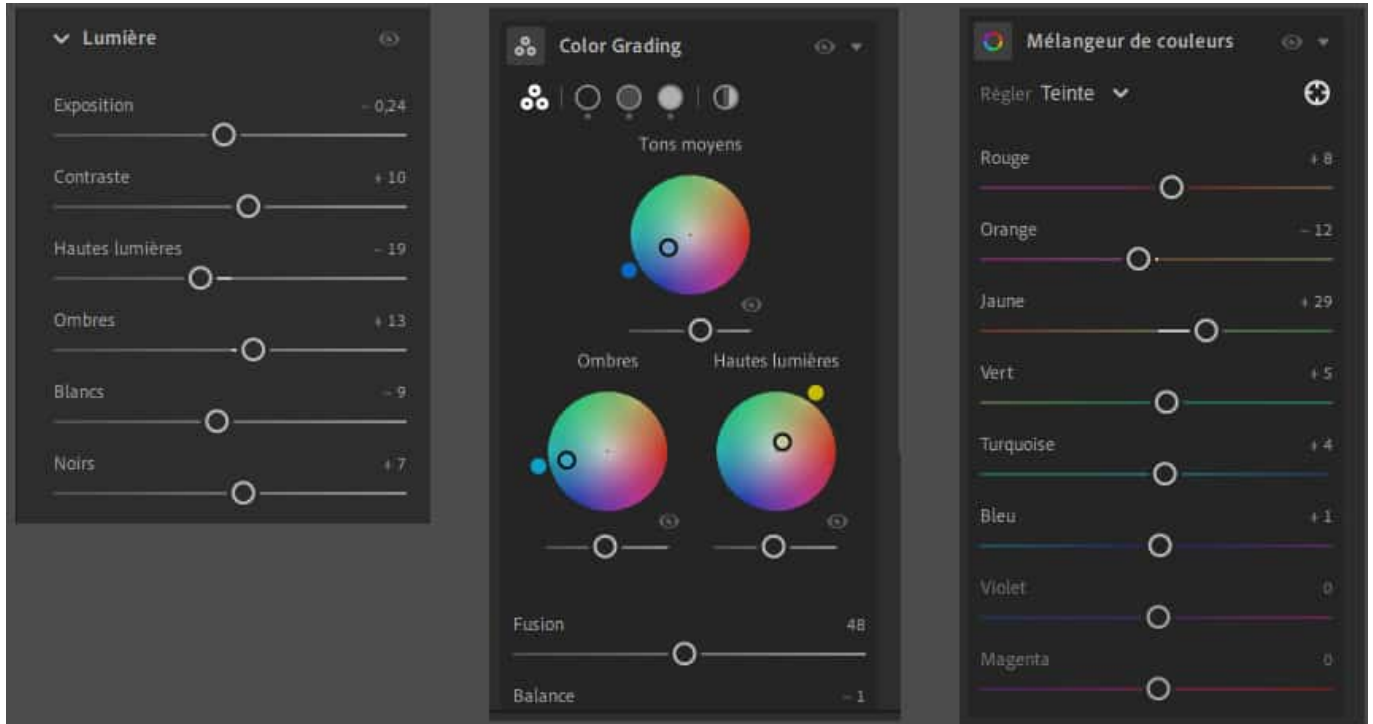 Lumière
Exposition - 0,24
Contraste + 10
Hautes lumières - 19
Ombres + 13
Blancs - 9
Noirs + 7
Color Grading
Tons moyens
Ombres Hautes lumières
Fusion 48
Balance - 1
Mélangeur de couleurs
Régler Teinte
Rouge + 8
Orange - 12
Jaune + 29
Vert + 5
Turquoise + 4
Bleu + 1
Violet 0
Magenta 0